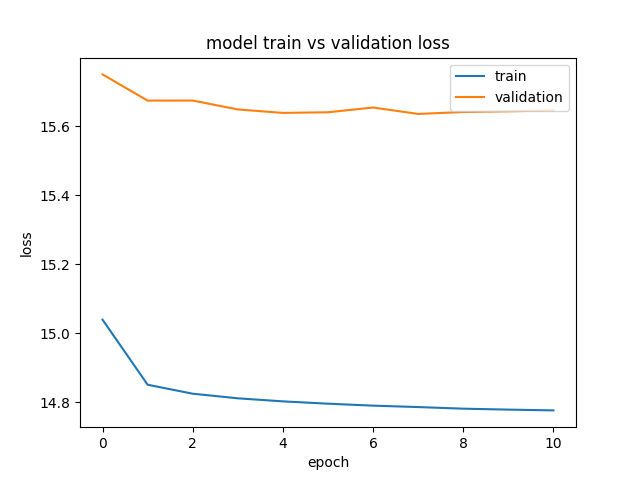 model train vs validation loss
train
validation
15.6
15.4
15.2
15.0
14.8
loss
0 2 4 6 8 10
epoch